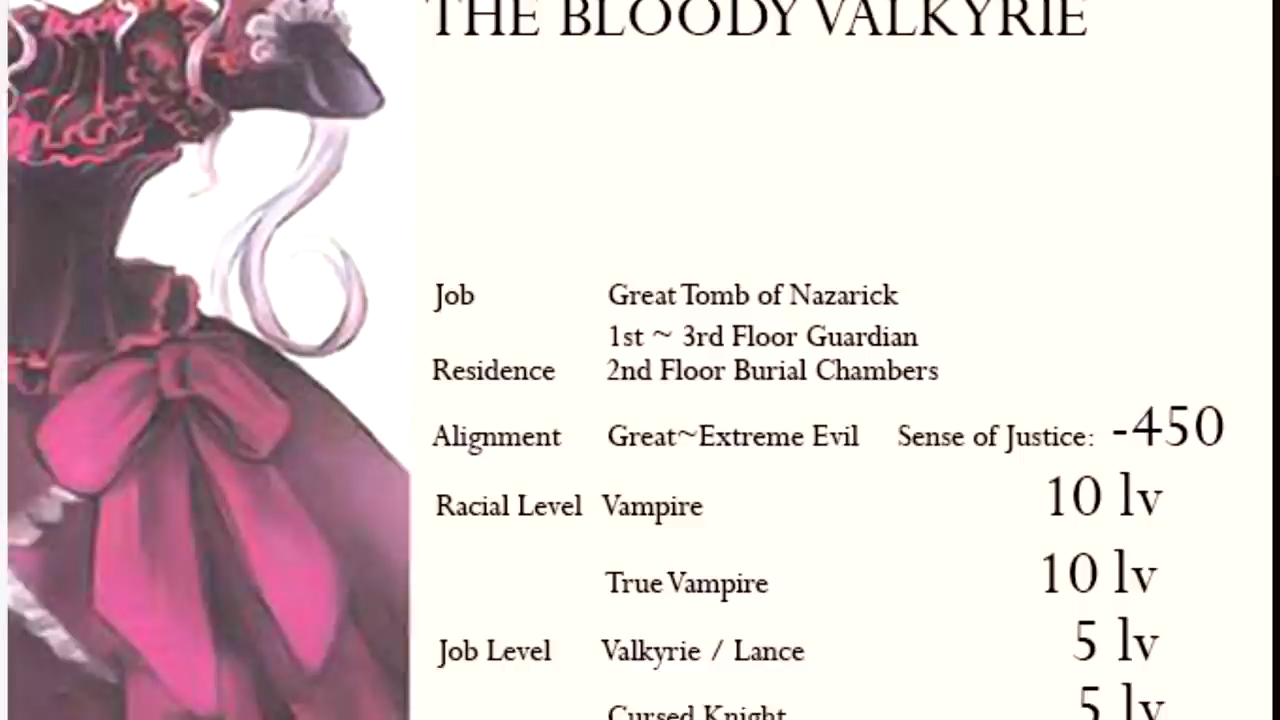 THE BLOODY VALKYRIE
Job Great Tomb of Nazarick
1st ~ 3rd Floor Guardian
Residence 2nd Floor Burial Chambers
Alignment Great~Extreme Evil Sense of Justice: -450
Racial Level Vampire 10 lv
True Vampire 10 lv
Job Level Valkyrie / Lance 5 lv
Cursed Knight 5 lv